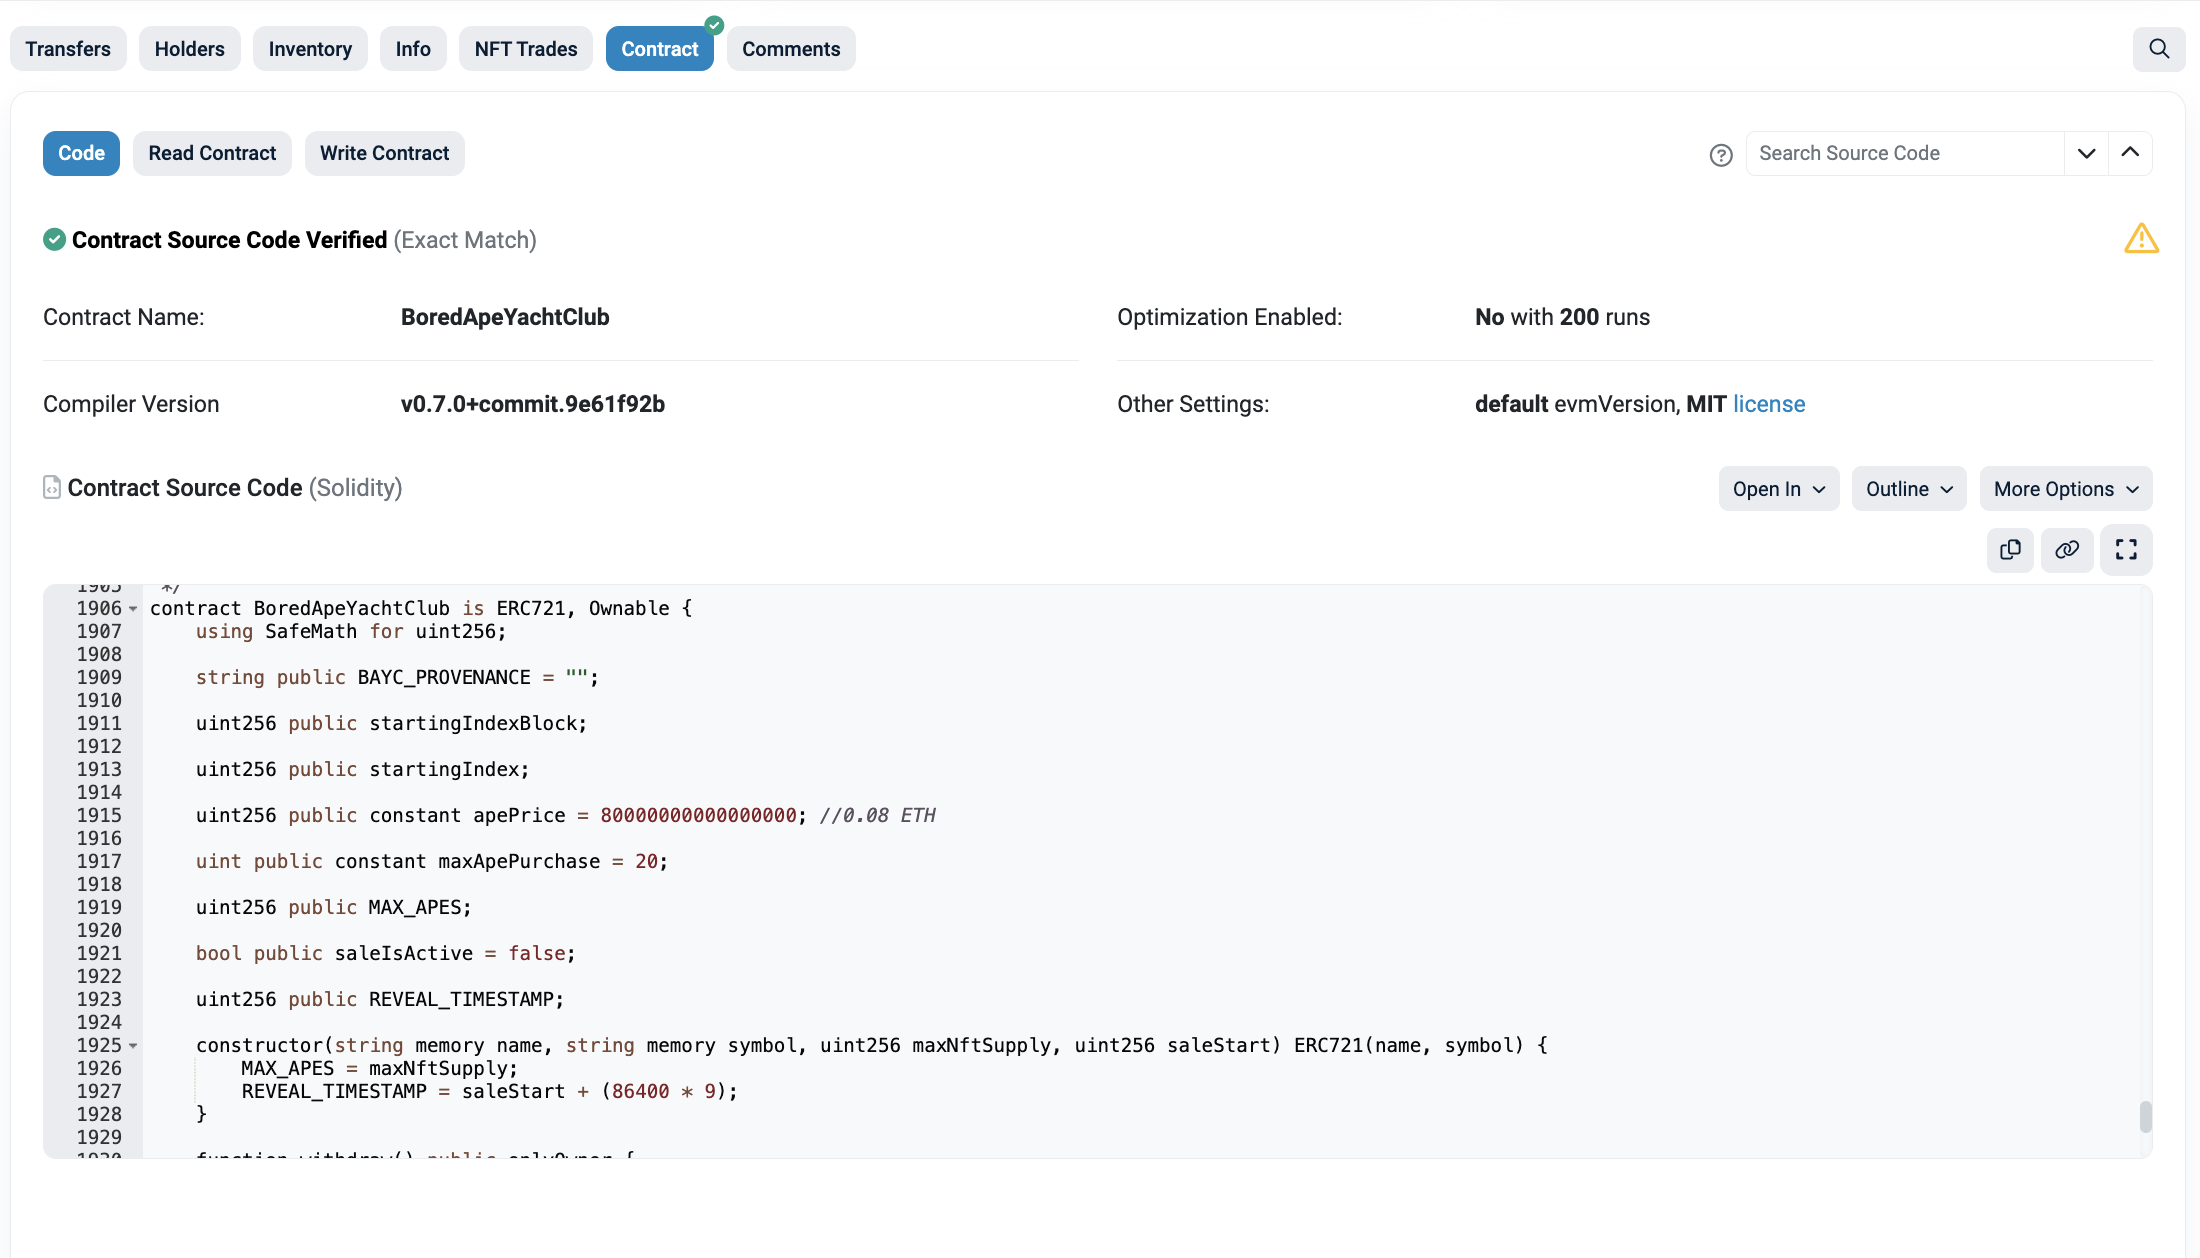 Transfers Holders Inventory Info NFT Trades Contract Comments
Code Read Contract Write Contract Search Source Code
Contract Source Code Verified (Exact Match)
Contract Name: BoredApeYachtClub Optimization Enabled: No with 200 runs
Compiler Version v0.7.0+commit.9e61f92b Other Settings: default evmVersion, MIT license
Contract Source Code (Solidity) Open In Outline More Options
1905 */
1906 contract BoredApeYachtClub is ERC721, Ownable {
1907 using SafeMath for uint256;
1908
1909 string public BAYC_PROVENANCE = "";
1910
1911 uint256 public startingIndexBlock;
1912
1913 uint256 public startingIndex;
1914
1915 uint256 public constant apePrice = 80000000000000000; //0.08 ETH
1916
1917 uint public constant maxApePurchase = 20;
1918
1919 uint256 public MAX_APES;
1920
1921 bool public saleIsActive = false;
1922
1923 uint256 public REVEAL_TIMESTAMP;
1924
1925 constructor(string memory name, string memory symbol, uint256 maxNftSupply, uint256 saleStart) ERC721(name, symbol) {
1926 MAX_APES = maxNftSupply;
1927 REVEAL_TIMESTAMP = saleStart + (86400 * 9);
1928 }
1929
1930 function withdraw() public onlyOwner {